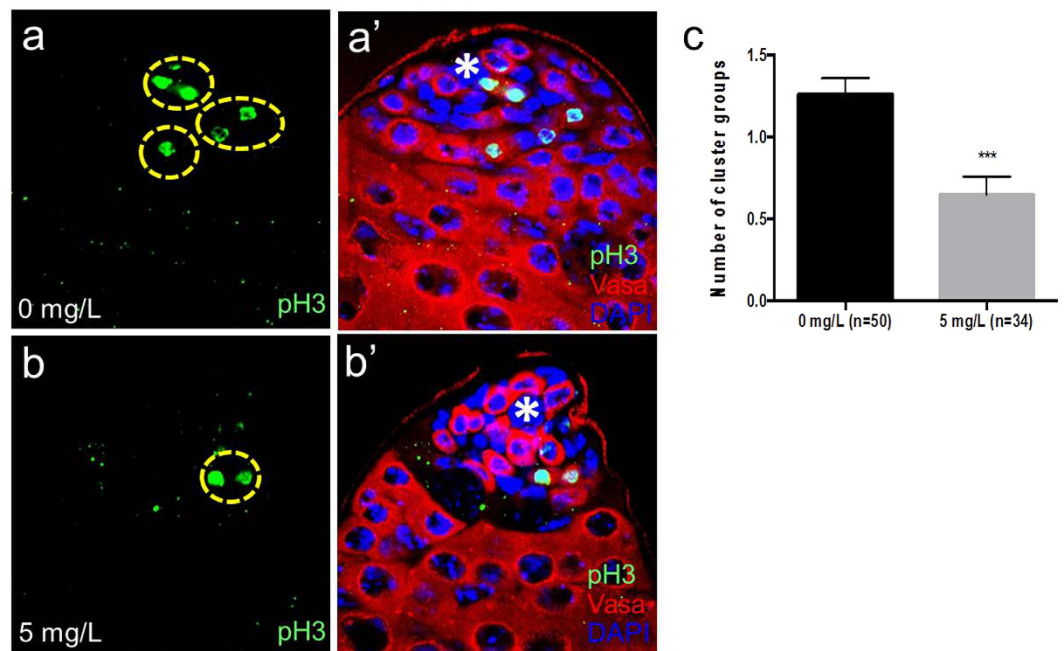 a
0 mg/L
pH3
a'
*
pH3
Vasa
DAPI
b
5 mg/L
pH3
b'
*
pH3
Vasa
DAPI
c
Number of cluster groups
1.5
1.0
0.5
0.0
***
0 mg/L (n=50)
5 mg/L (n=34)